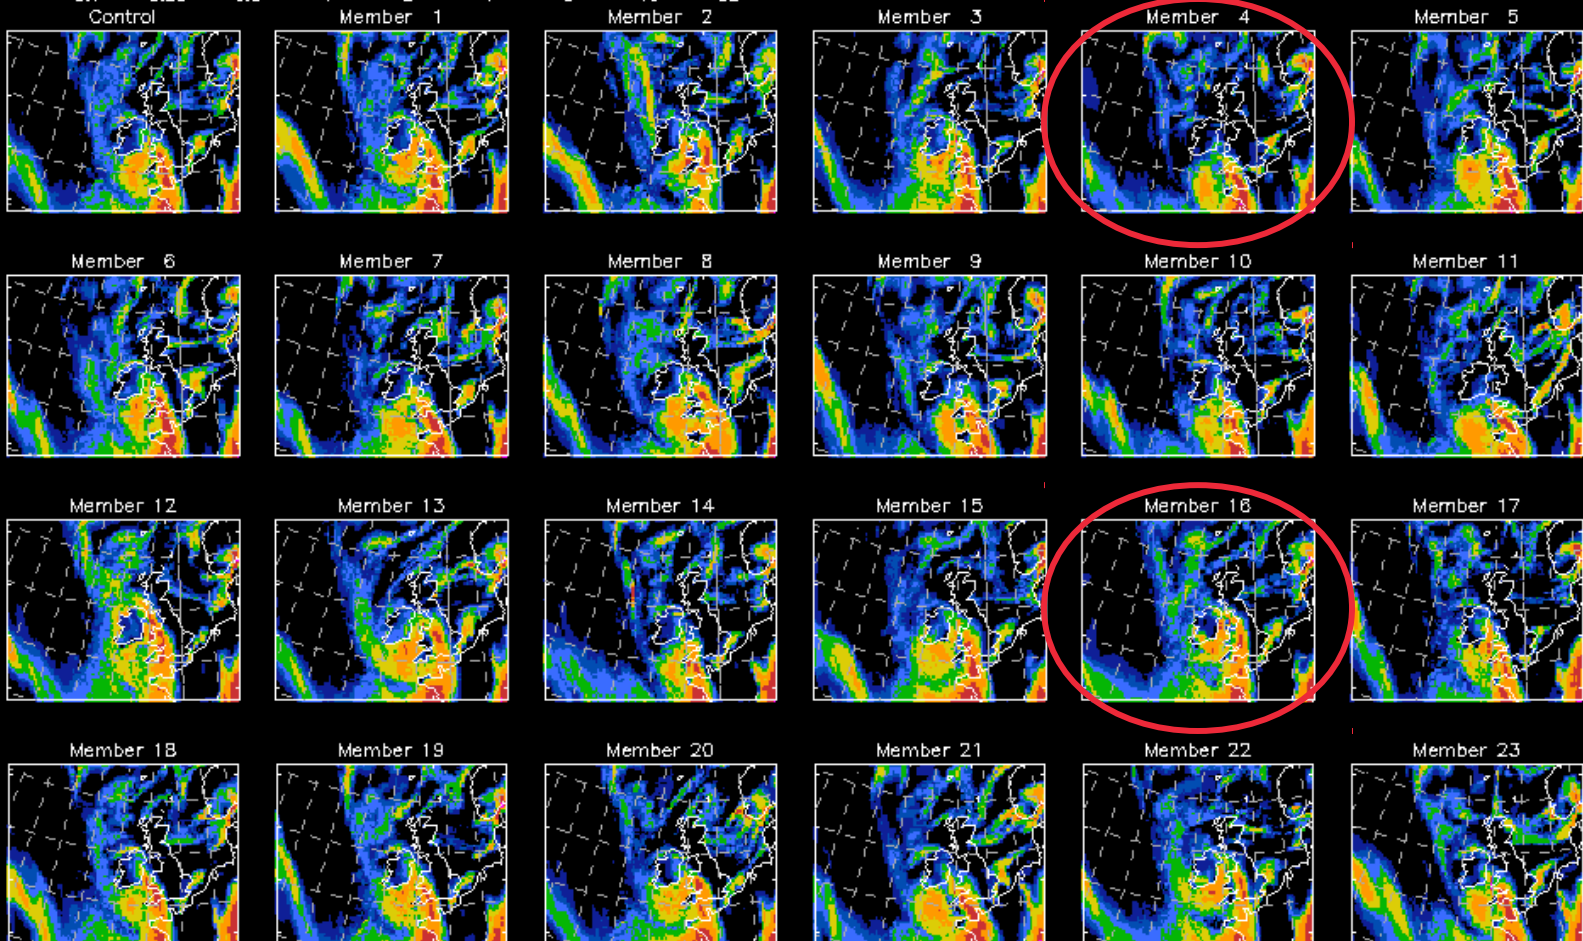 Control Member 1 Member 2 Member 3 Member 4 Member 5
Member 6 Member 7 Member 8 Member 9 Member 10 Member 11
Member 12 Member 13 Member 14 Member 15 Member 16 Member 17
Member 18 Member 19 Member 20 Member 21 Member 22 Member 23